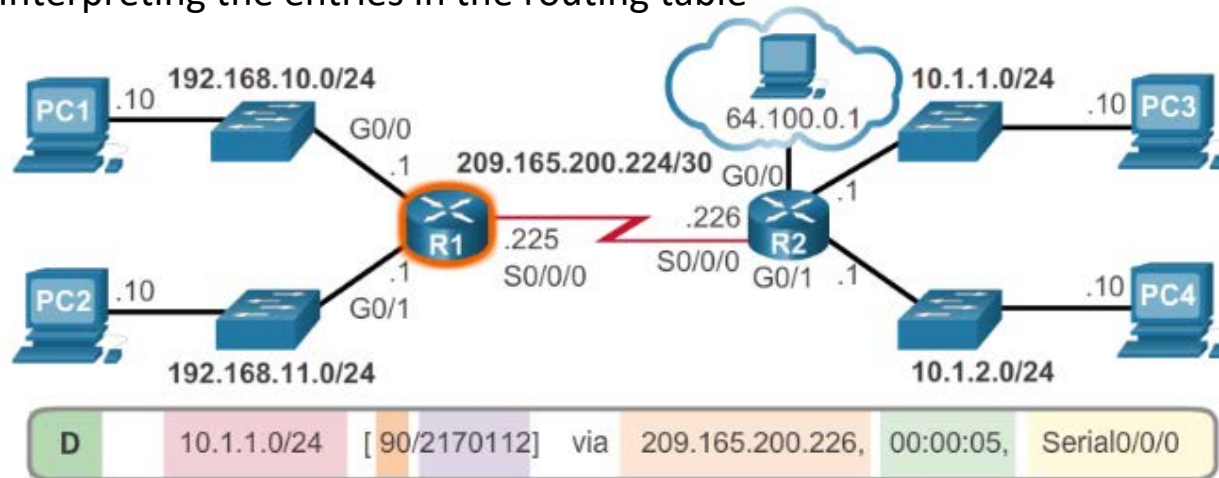 interpreting the entries in the routing table
192.168.10.0/24
10.1.1.0/24
PC1
.10
G0/0
.1
64.100.0.1
.10
PC3
209.165.200.224/30
G0/0
.1
R1
.225
S0/0/0
.226
S0/0/0
R2
G0/1
.1
PC2
.10
.1
G0/1
.10
PC4
192.168.11.0/24
10.1.2.0/24
D 10.1.1.0/24 [ 90/2170112] via 209.165.200.226, 00:00:05, Serial0/0/0